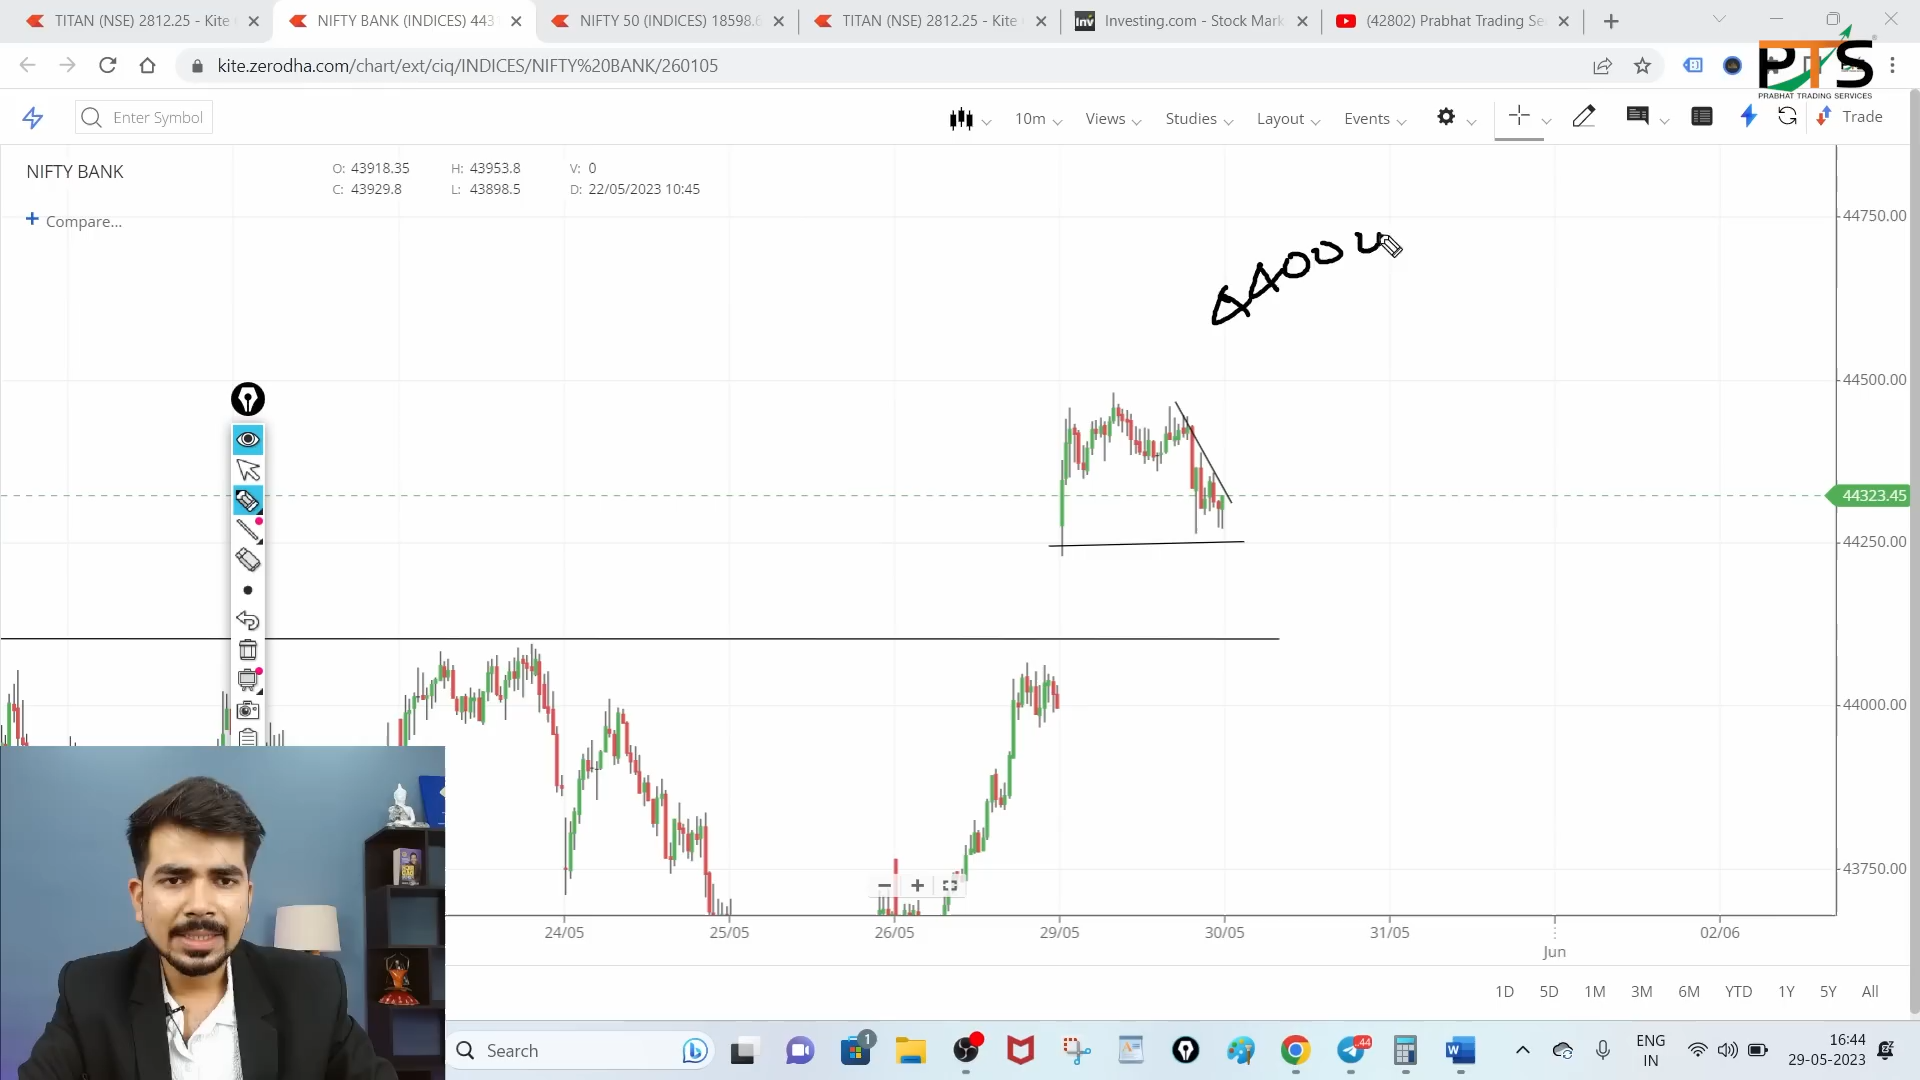 TITAN (NSE) 2812.25 - Kite
NIFTY BANK (INDICES) 443
NIFTY 50 (INDICES) 18598.6
TITAN (NSE) 2812.25 - Kite
Inv
Investing.com - Stock Mark
(42802) Prabhat Trading Se
kite.zerodha.com/chart/ext/ciq/INDICES/NIFTY%20BANK/260105
PTS
PRABHAT TRADING SERVICES
Enter Symbol
10m
Views
Studies
Layout
Events
Trade
NIFTY BANK
O: 43918.35 H: 43953.8 V: 0
C: 43929.8 L: 43898.5 D: 22/05/2023 10:45
+ Compare...
44000
44750.00
44500.00
44323.45
44250.00
44000.00
43750.00
24/05 25/05 26/05 29/05 30/05 31/05 02/06
Jun
1D 5D 1M 3M 6M YTD 1Y 5Y All
Search
1
44
W
ENG
IN
16:44
29-05-2023